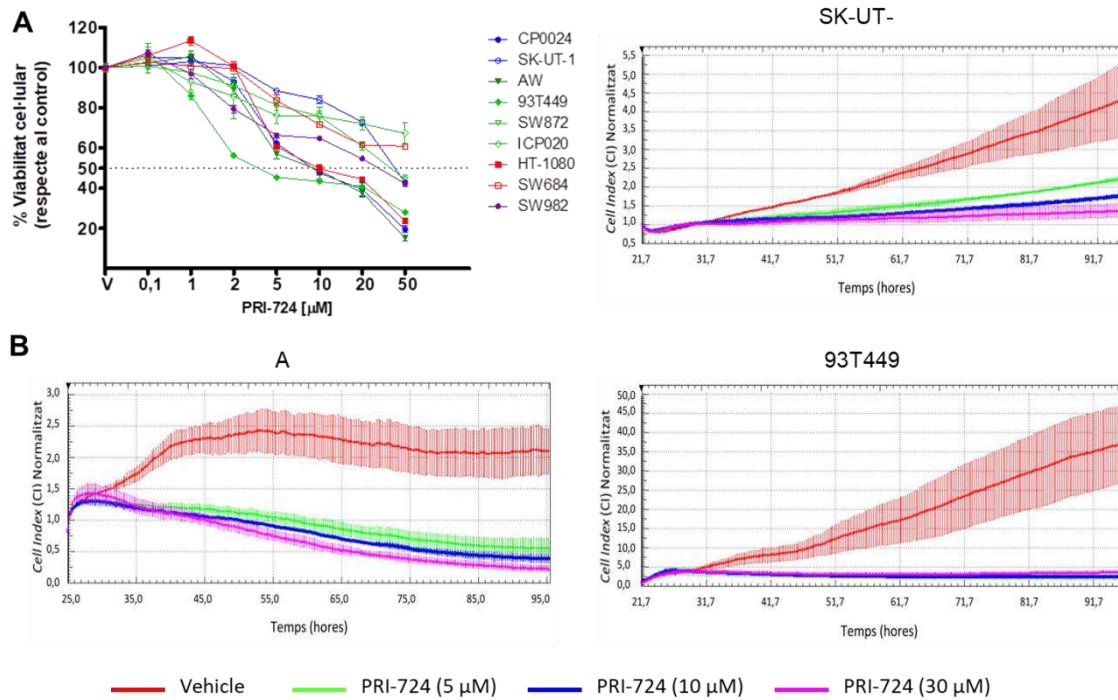 A
120
100
80
60
50
40
20
% Viabilitat cel·lular
(respecte al control)
V 0,1 1 2 5 10 20 50
PRI-724 [µM]
CP0024
SK-UT-1
AW
93T449
SW872
ICP020
HT-1080
SW684
SW982
SK-UT-
5,5
5,0
4,5
4,0
3,5
3,0
2,5
2,0
1,5
1,0
0,5
Cell Index (CI) Normalitzat
21,7 31,7 41,7 51,7 61,7 71,7 81,7 91,7
Temps (hores)
B
A
3,0
2,5
2,0
1,5
1,0
0,5
0,0
Cell Index (CI) Normalitzat
25,0 35,0 45,0 55,0 65,0 75,0 85,0 95,0
Temps (hores)
93T449
50,0
45,0
40,0
35,0
30,0
25,0
20,0
15,0
10,0
5,0
0,0
Cell Index (CI) Normalitzat
21,7 31,7 41,7 51,7 61,7 71,7 81,7 91,7
Temps (hores)
Vehicle PRI-724 (5 µM) PRI-724 (10 µM) PRI-724 (30 µM)